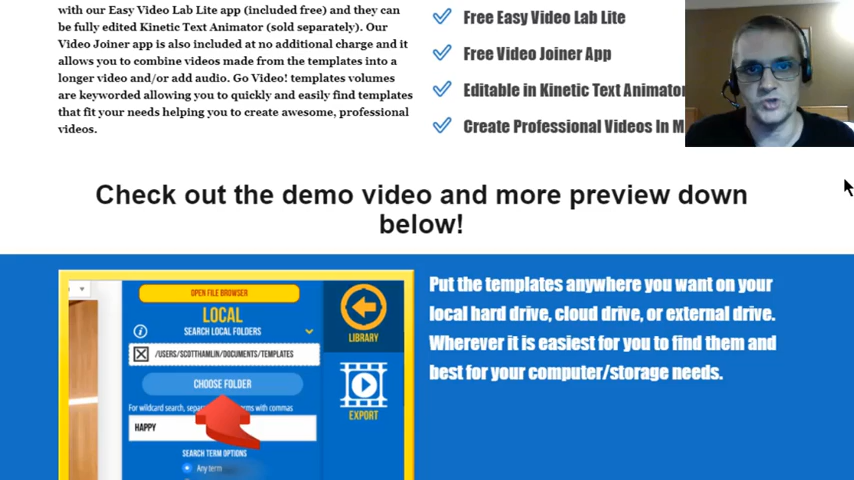 with our Easy Video Lab Lite app (included free) and they can
be fully edited Kinetic Text Animator (sold separately). Our
Video Joiner app is also included at no additional charge and it
allows you to combine videos made from the templates into a
longer video and/or add audio. Go Video! templates volumes
are keyworded allowing you to quickly and easily find templates
that fit your needs helping you to create awesome, professional
videos.
Free Easy Video Lab Lite
Free Video Joiner App
Editable in Kinetic Text Animator
Create Professional Videos In M
Check out the demo video and more preview down
below!
OPEN FILE BROWSER
LOCAL
SEARCH LOCAL FOLDERS
/USERS/SCOTTHAMLIN/DOCUMENTS/TEMPLATES
CHOOSE FOLDER
For wildcard search, separ ms with commas
HAPPY
SEARCH TERM OPTIONS
Any term
LIBRARY
EXPORT
Put the templates anywhere you want on your
local hard drive, cloud drive, or external drive.
Wherever it is easiest for you to find them and
best for your computer/storage needs.